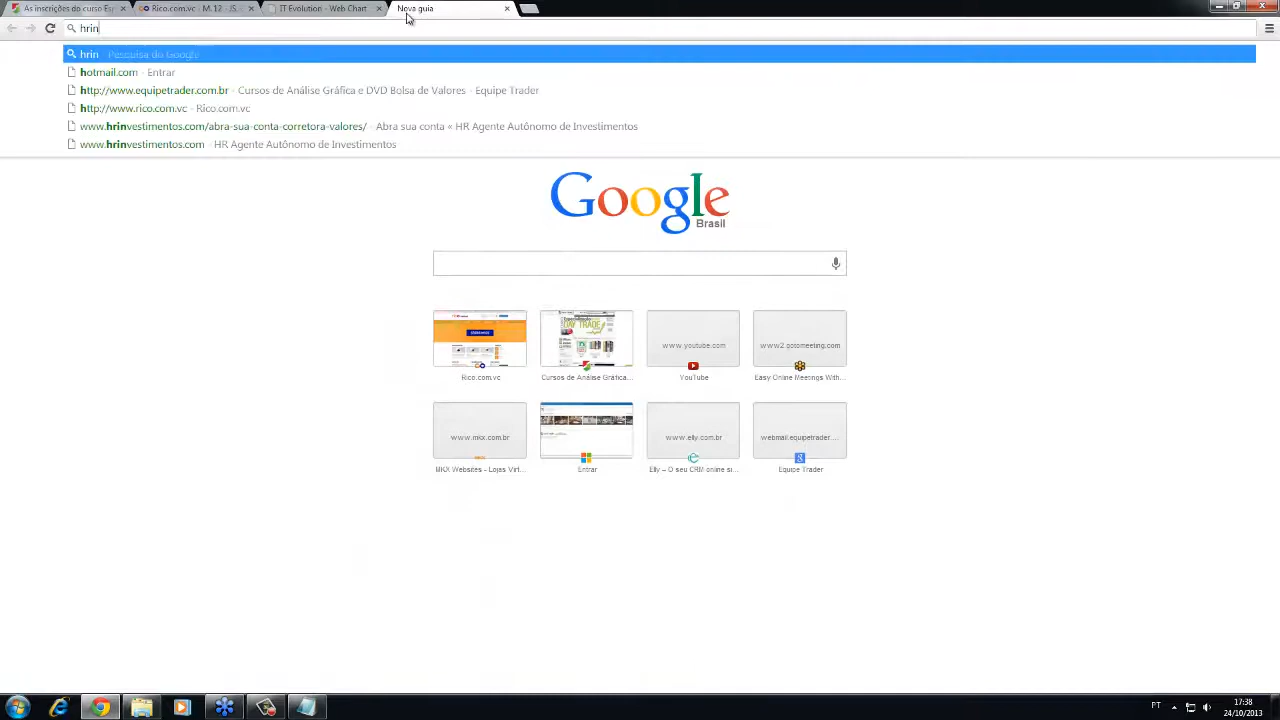 As inscrições do curso Esp
Rico.com.vc - M. 12 - JS
IT Evolution - Web Chart
Nova guia
hrin
hrin - Pesquisa do Google
hotmail.com - Entrar
http://www.equipetrader.com.br - Cursos de Análise Gráfica e DVD Bolsa de Valores - Equipe Trader
http://www.rico.com.vc - Rico.com.vc
www.hrinvestimentos.com/abra-sua-conta-corretora-valores/ - Abra sua conta « HR Agente Autônomo de Investimentos
www.hrinvestimentos.com - HR Agente Autônomo de Investimentos
Google
Brasil
DAY TRADE
www.youtube.com
www2.gotomeeting.com
Rico.com.vc
Cursos de Análise Gráfica...
YouTube
Easy Online Meetings With...
www.mkx.com.br
www.elly.com.br
webmail.equipetrader....
MKX Websites - Lojas Virt...
Entrar
Elly – O seu CRM online si...
Equipe Trader
PT
17:38
24/10/2013